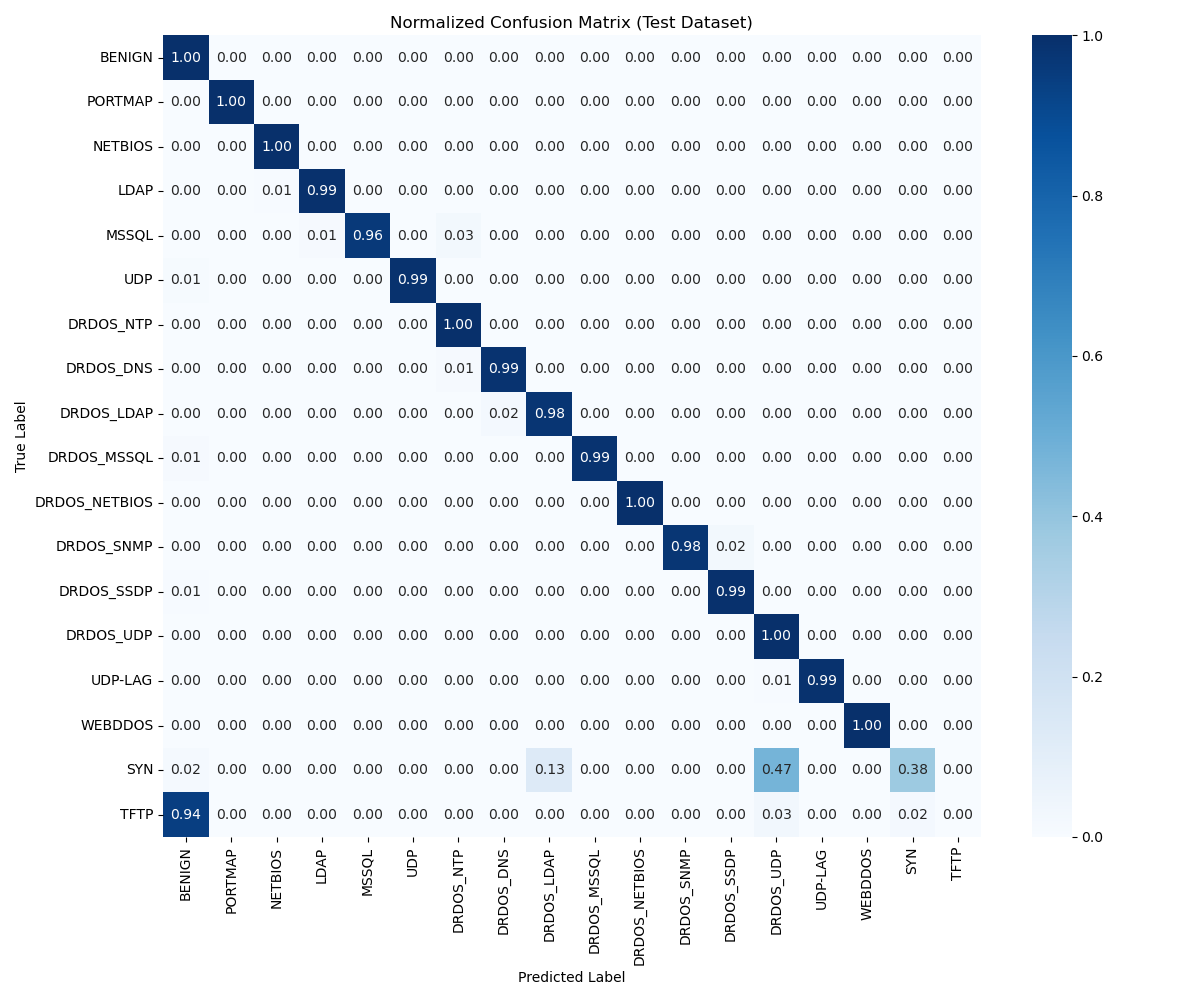 Normalized Confusion Matrix (Test Dataset)
BENIGN 1.00 0.00 0.00 0.00 0.00 0.00 0.00 0.00 0.00 0.00 0.00 0.00 0.00 0.00 0.00 0.00 0.00 0.00
PORTMAP 0.00 1.00 0.00 0.00 0.00 0.00 0.00 0.00 0.00 0.00 0.00 0.00 0.00 0.00 0.00 0.00 0.00 0.00
NETBIOS 0.00 0.00 1.00 0.00 0.00 0.00 0.00 0.00 0.00 0.00 0.00 0.00 0.00 0.00 0.00 0.00 0.00 0.00
LDAP 0.00 0.00 0.01 0.99 0.00 0.00 0.00 0.00 0.00 0.00 0.00 0.00 0.00 0.00 0.00 0.00 0.00 0.00
MSSQL 0.00 0.00 0.00 0.01 0.96 0.00 0.03 0.00 0.00 0.00 0.00 0.00 0.00 0.00 0.00 0.00 0.00 0.00
UDP 0.01 0.00 0.00 0.00 0.00 0.99 0.00 0.00 0.00 0.00 0.00 0.00 0.00 0.00 0.00 0.00 0.00 0.00
DRDOS_NTP 0.00 0.00 0.00 0.00 0.00 0.00 1.00 0.00 0.00 0.00 0.00 0.00 0.00 0.00 0.00 0.00 0.00 0.00
DRDOS_DNS 0.00 0.00 0.00 0.00 0.00 0.00 0.01 0.99 0.00 0.00 0.00 0.00 0.00 0.00 0.00 0.00 0.00 0.00
DRDOS_LDAP 0.00 0.00 0.00 0.00 0.00 0.00 0.00 0.02 0.98 0.00 0.00 0.00 0.00 0.00 0.00 0.00 0.00 0.00
DRDOS_MSSQL 0.01 0.00 0.00 0.00 0.00 0.00 0.00 0.00 0.00 0.99 0.00 0.00 0.00 0.00 0.00 0.00 0.00 0.00
DRDOS_NETBIOS 0.00 0.00 0.00 0.00 0.00 0.00 0.00 0.00 0.00 0.00 1.00 0.00 0.00 0.00 0.00 0.00 0.00 0.00
DRDOS_SNMP 0.00 0.00 0.00 0.00 0.00 0.00 0.00 0.00 0.00 0.00 0.00 0.98 0.02 0.00 0.00 0.00 0.00 0.00
DRDOS_SSDP 0.01 0.00 0.00 0.00 0.00 0.00 0.00 0.00 0.00 0.00 0.00 0.00 0.99 0.00 0.00 0.00 0.00 0.00
DRDOS_UDP 0.00 0.00 0.00 0.00 0.00 0.00 0.00 0.00 0.00 0.00 0.00 0.00 0.00 1.00 0.00 0.00 0.00 0.00
UDP-LAG 0.00 0.00 0.00 0.00 0.00 0.00 0.00 0.00 0.00 0.00 0.00 0.00 0.00 0.01 0.99 0.00 0.00 0.00
WEBDDOS 0.00 0.00 0.00 0.00 0.00 0.00 0.00 0.00 0.00 0.00 0.00 0.00 0.00 0.00 0.00 1.00 0.00 0.00
SYN 0.02 0.00 0.00 0.00 0.00 0.00 0.00 0.00 0.13 0.00 0.00 0.00 0.00 0.47 0.00 0.00 0.38 0.00
TFTP 0.94 0.00 0.00 0.00 0.00 0.00 0.00 0.00 0.00 0.00 0.00 0.00 0.00 0.03 0.00 0.00 0.02 0.00
True Label
BENIGN
PORTMAP
NETBIOS
LDAP
MSSQL
UDP
DRDOS_NTP
DRDOS_DNS
DRDOS_LDAP
DRDOS_MSSQL
DRDOS_NETBIOS
DRDOS_SNMP
DRDOS_SSDP
DRDOS_UDP
UDP-LAG
WEBDDOS
SYN
TFTP
Predicted Label
1.0
0.8
0.6
0.4
0.2
0.0